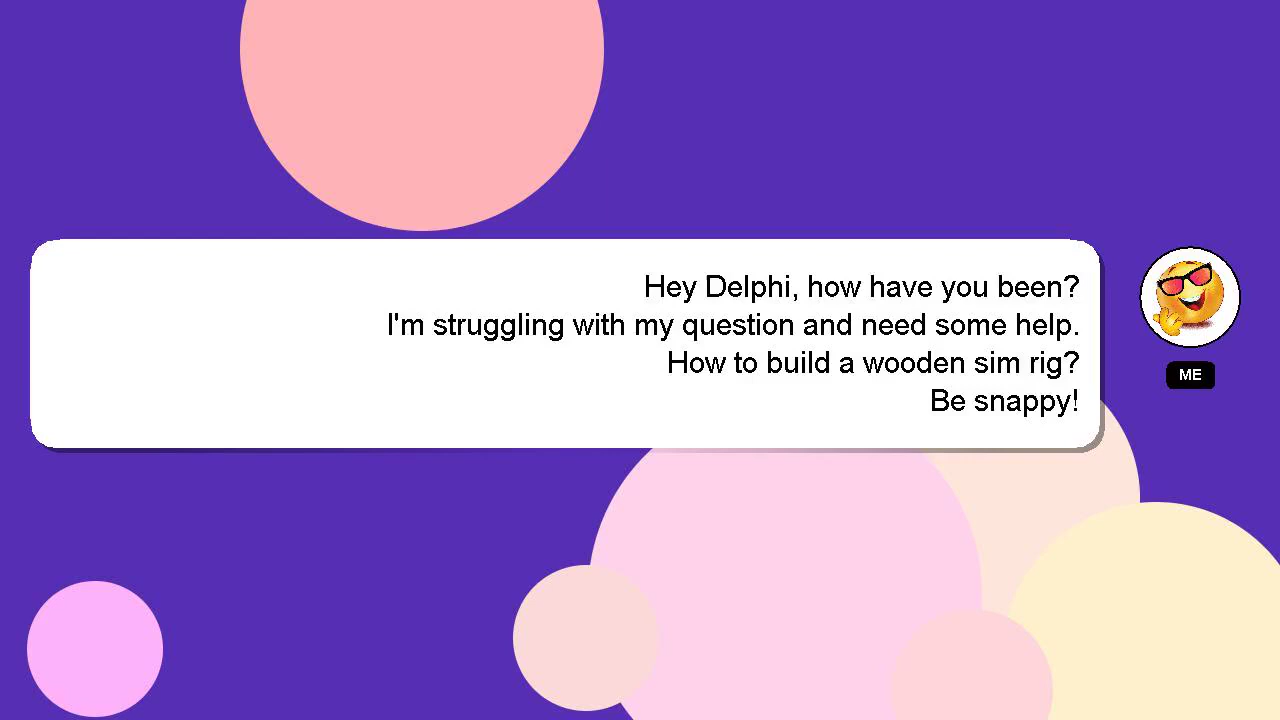 Hey Delphi, how have you been?
I'm struggling with my question and need some help.
How to build a wooden sim rig?
Be snappy!
ME